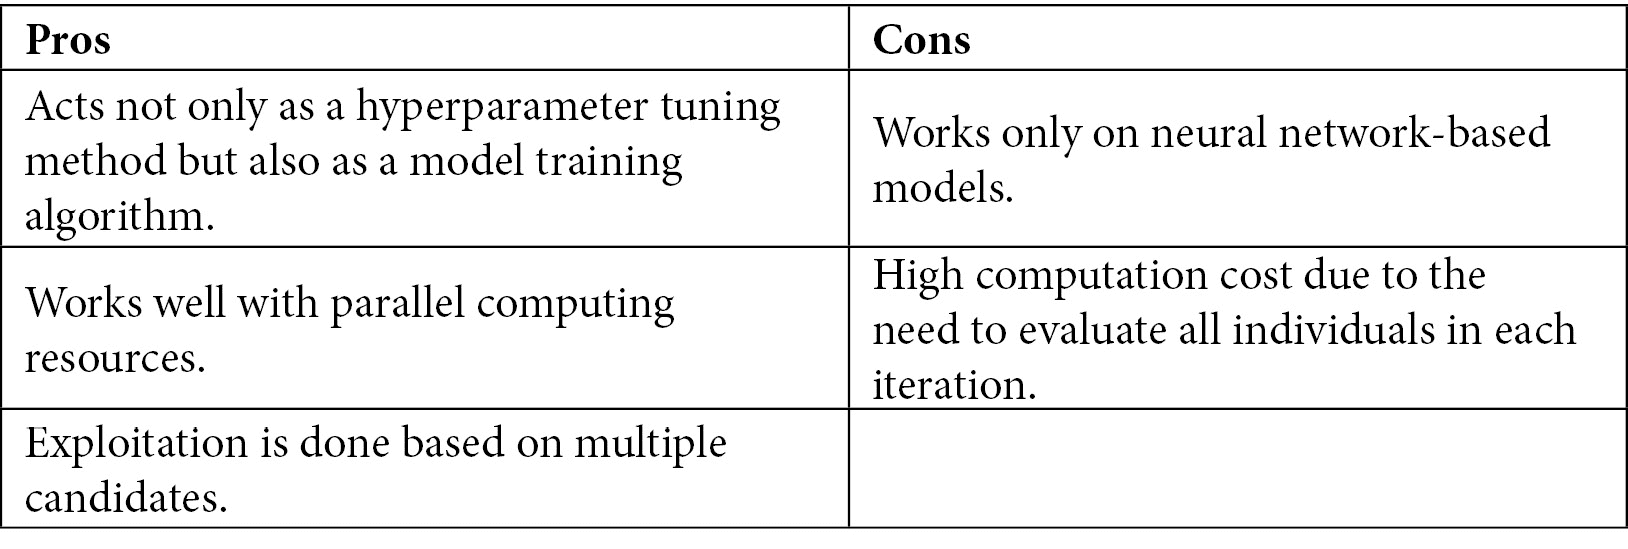 Pros
Cons
Acts not only as a hyperparameter tuning
method but also as a model training
algorithm.
Works only on neural network-based
models.
Works well with parallel computing
resources.
High computation cost due to the
need to evaluate all individuals in each
iteration.
Exploitation is done based on multiple
candidates.